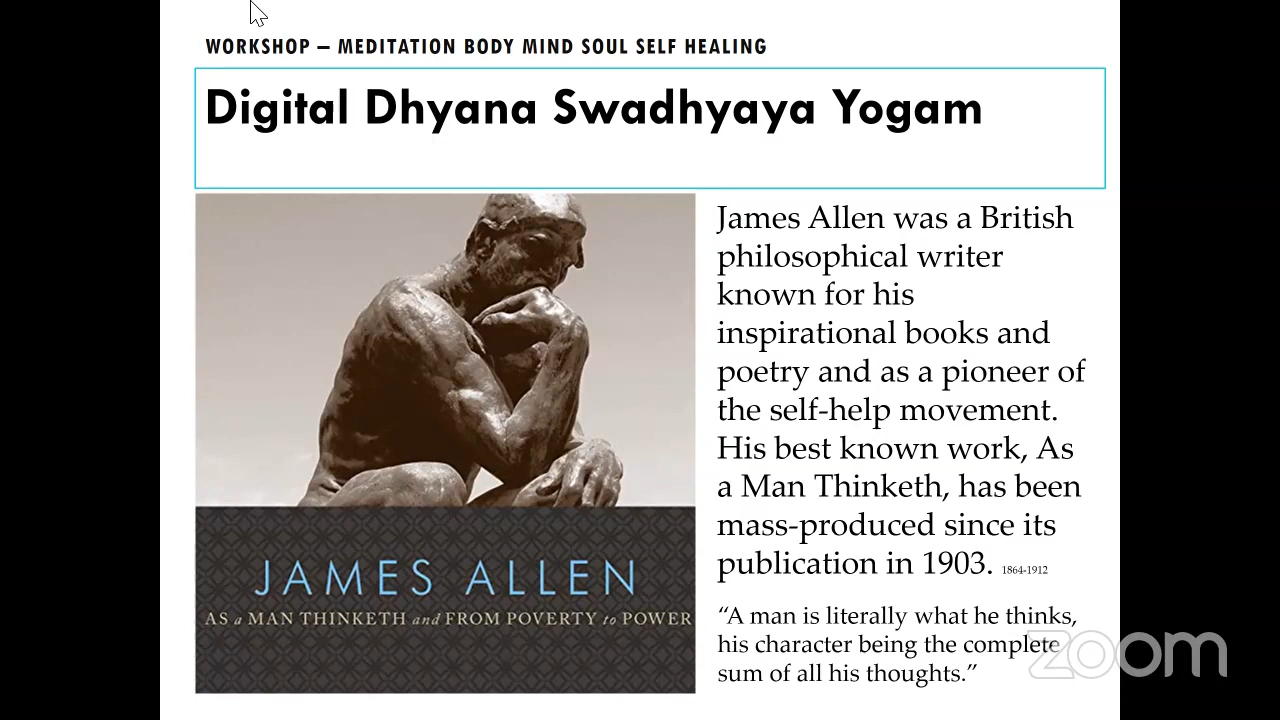 WORKSHOP – MEDITATION BODY MIND SOUL SELF HEALING
Digital Dhyana Swadhyaya Yogam
James Allen was a British
philosophical writer
known for his
inspirational books and
poetry and as a pioneer of
the self-help movement.
His best known work, As
a Man Thinketh, has been
mass-produced since its
publication in 1903. 1864-1912
“A man is literally what he thinks,
his character being the complete
sum of all his thoughts.”
JAMES ALLEN
AS a MAN THINKETH and FROM POVERTY to POWER
zoom